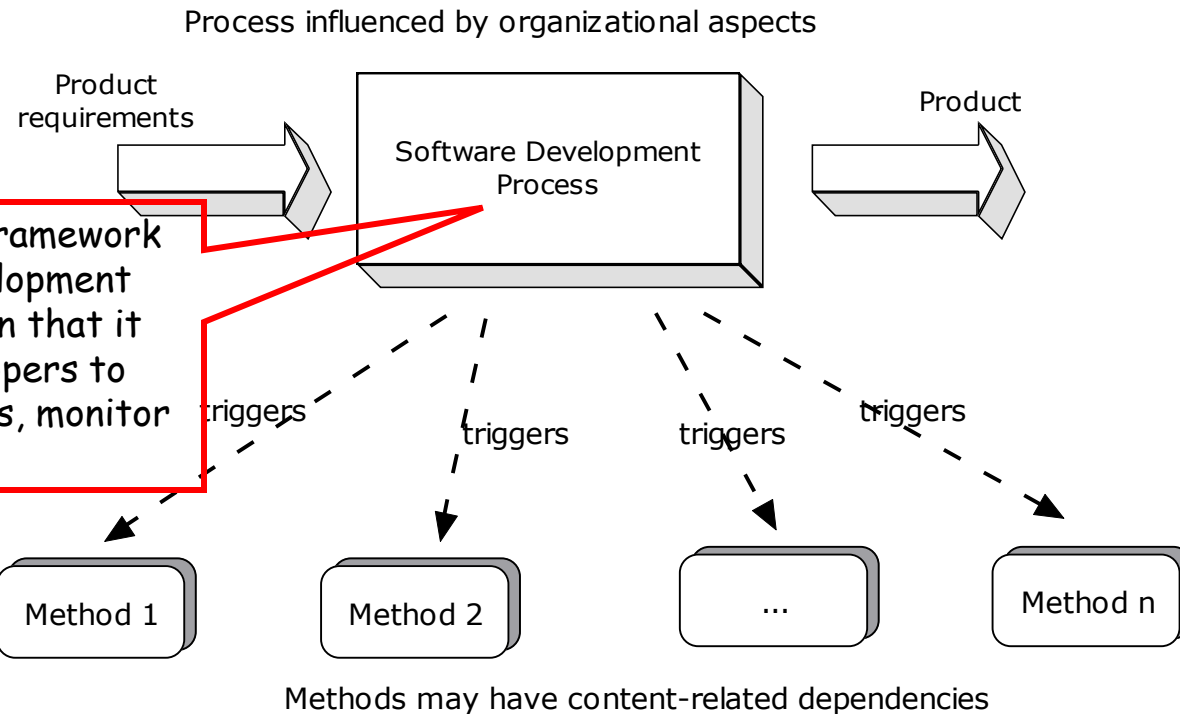 Process influenced by organizational aspects
Product
requirements
Software Development
Process
Product
ramework
lopment
n that it
pers to
s, monitor
triggers
triggers
triggers
triggers
Method 1
Method 2
...
Method n
Methods may have content-related dependencies